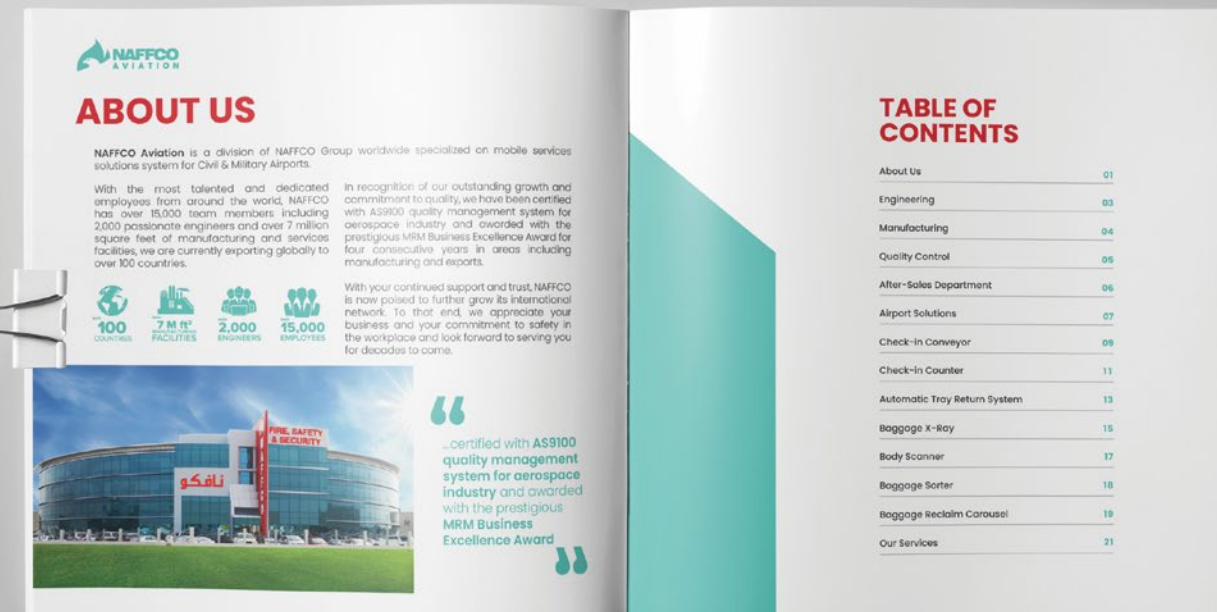 NAFFCO
AVIATION
ABOUT US
NAFFCO Aviation is a division of NAFFCO Group worldwide specialized on mobile services
solutions system for Civil & Military Airports.
With the most talented and dedicated
employees from around the world, NAFFCO
has over 15,000 team members including
2,000 passionate engineers and over 7 million
square feet of manufacturing and services
facilities, we are currently exporting globally to
over 100 countries.
100
COUNTRIES
7 M ft²
FACILITIES
2,000
ENGINEERS
15,000
EMPLOYEES
In recognition of our outstanding growth and
commitment to quality, we have been certified
with AS9100 quality management system for
aerospace industry and awarded with the
prestigious MRM Business Excellence Award for
four consecutive years in areas including
manufacturing and exports.
With your continued support and trust, NAFFCO
is now poised to further grow its international
network. To that end, we appreciate your
business and your commitment to safety in
the workplace and look forward to serving you
for decades to come.
FIRE, SAFETY
& SECURITY
NAFFCO
نافكو
“
...certified with AS9100
quality management
system for aerospace
industry and awarded
with the prestigious
MRM Business
Excellence Award
”
TABLE OF
CONTENTS
About Us 01
Engineering 03
Manufacturing 04
Quality Control 05
After-Sales Department 06
Airport Solutions 07
Check-in Conveyor 09
Check-in Counter 11
Automatic Tray Return System 13
Baggage X-Ray 15
Body Scanner 17
Baggage Sorter 18
Baggage Reclaim Carousel 19
Our Services 21